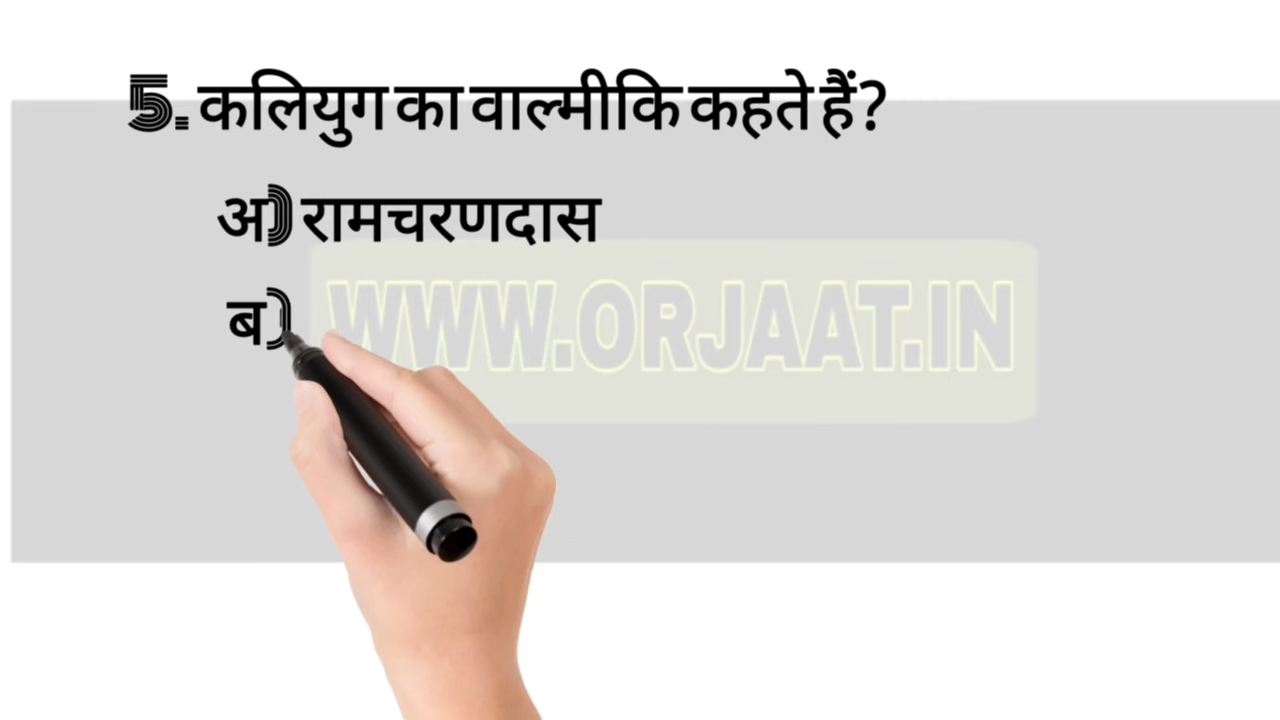 5. कलियुग का वाल्मीकि कहते हैं?
अ) रामचरणदास
ब)
WWW.ORJAAT.IN